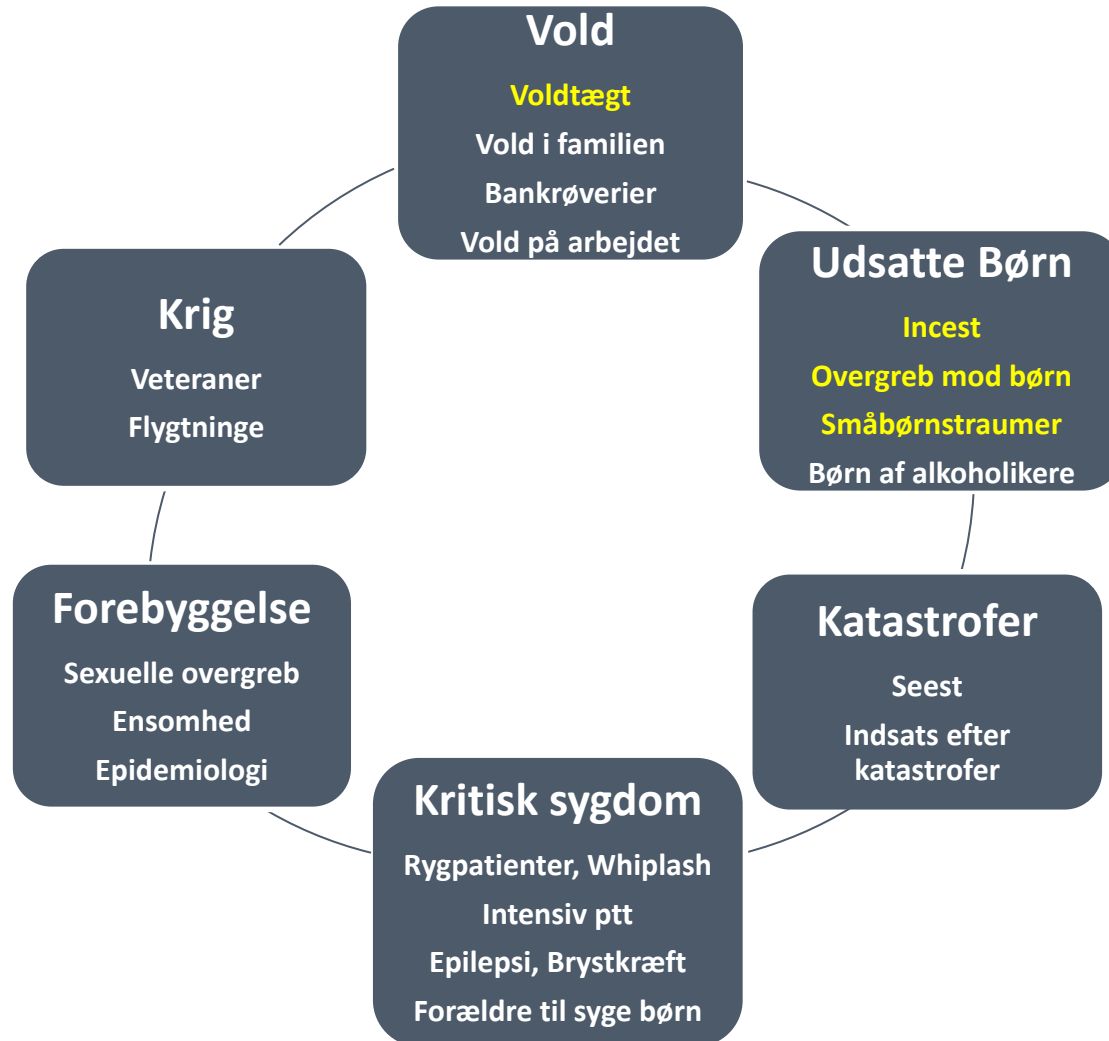 Vold
Voldtægt
Vold i familien
Bankrøverier
Vold på arbejdet
Udsatte Børn
Incest
Overgreb mod børn
Småbørnstraumer
Børn af alkoholikere
Katastrofer
Seest
Indsats efter
katastrofer
Kritisk sygdom
Rygpatienter, Whiplash
Intensiv ptt
Epilepsi, Brystkræft
Forældre til syge børn
Forebyggelse
Sexuelle overgreb
Ensomhed
Epidemiologi
Krig
Veteraner
Flygtninge